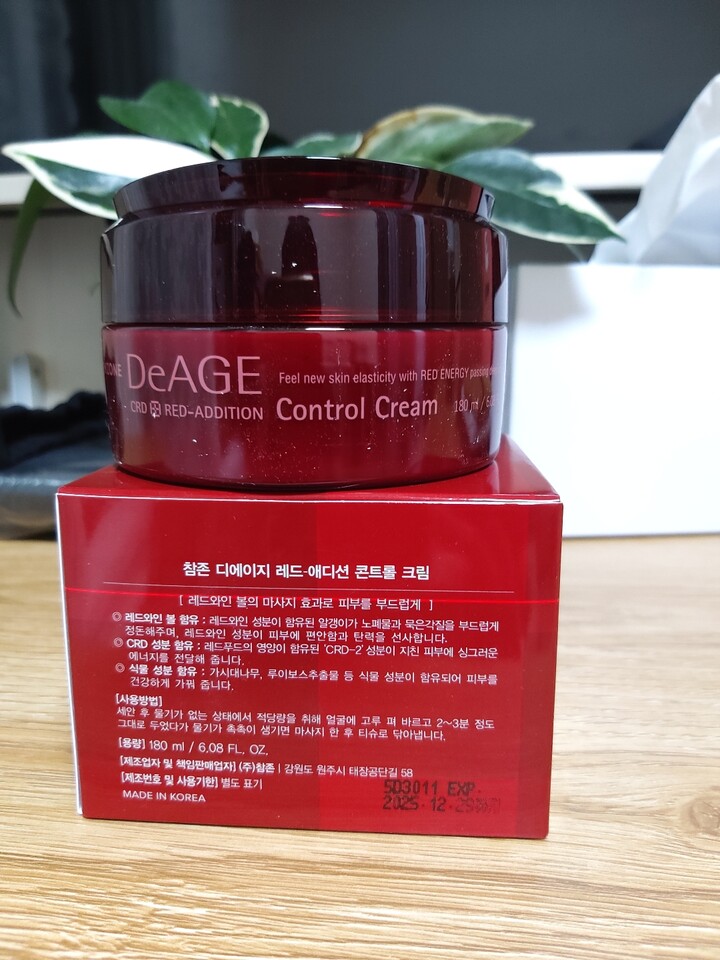 DeAGE
Feel new skin elasticity with RED ENERGY passing
CRD RED-ADDITION Control Cream 180 ml /
참존 디에이지 레드-애디션 콘트롤 크림
[ 레드와인 볼의 마사지 효과로 피부를 부드럽게 ]
◎ 레드와인 볼 함유 : 레드와인 성분이 함유된 알갱이가 노폐물과 묵은각질을 부드럽게
정돈해주며, 레드와인 성분이 피부에 편안함과 탄력을 선사합니다.
◎ CRD 성분 함유 : 레드푸드의 영양이 함유된 'CRD-2' 성분이 지친 피부에 싱그러운
에너지를 전달해 줍니다.
◎ 식물 성분 함유 : 가시대나무, 루이보스추출물 등 식물 성분이 함유되어 피부를
건강하게 가꿔 줍니다.
[사용방법]
세안 후 물기가 없는 상태에서 적당량을 취해 얼굴에 고루 펴 바르고 2~3분 정도
그대로 두었다가 물기가 촉촉이 생기면 마사지 한 후 티슈로 닦아냅니다.
[용량] 180 ml / 6.08 FL. OZ.
[제조업자 및 책임판매업자] (주)참존 | 강원도 원주시 태장공단길 58
[제조번호 및 사용기한] 별도 표기
MADE IN KOREA
SD3011 EXP.
2025.12.29